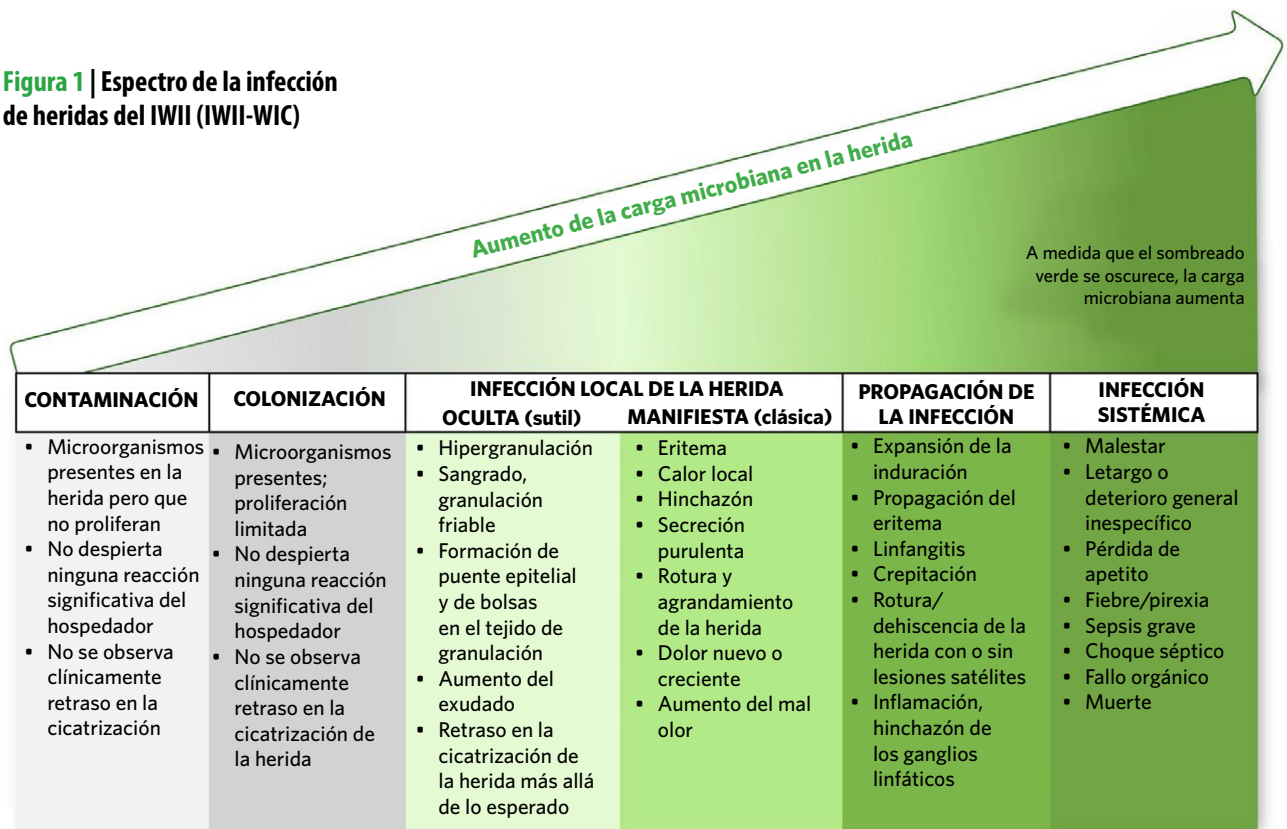 Figura 1 | Espectro de la infección
de heridas del IWII (IWII-WIC)
Aumento de la carga microbiana en la herida
A medida que el sombreado
verde se oscurece, la carga
microbiana aumenta
CONTAMINACIÓN
▪ Microorganismos
presentes en la
herida pero que
no proliferan
▪ No despierta
ninguna reacción
significativa del
hospedador
▪ No se observa
clínicamente
retraso en la
cicatrización
COLONIZACIÓN
▪ Microorganismos
presentes;
proliferación
limitada
▪ No despierta
ninguna reacción
significativa del
hospedador
▪ No se observa
clínicamente
retraso en la
cicatrización de
la herida
INFECCIÓN LOCAL DE LA HERIDA
OCULTA (sutil)
▪ Hipergranulación
▪ Sangrado,
granulación
friable
▪ Formación de
puente epitelial
y de bolsas
en el tejido de
granulación
▪ Aumento del
exudado
▪ Retraso en la
cicatrización de
la herida más allá
de lo esperado
MANIFIESTA (clásica)
▪ Eritema
▪ Calor local
▪ Hinchazón
▪ Secreción
purulenta
▪ Rotura y
agrandamiento
de la herida
▪ Dolor nuevo o
creciente
▪ Aumento del mal
olor
PROPAGACIÓN DE
LA INFECCIÓN
▪ Expansión de la
induración
▪ Propagación del
eritema
▪ Linfangitis
▪ Crepitación
▪ Rotura/
dehiscencia de la
herida con o sin
lesiones satélites
▪ Inflamación,
hinchazón de
los ganglios
linfáticos
INFECCIÓN
SISTÉMICA
▪ Malestar
▪ Letargo o
deterioro general
inespecífico
▪ Pérdida de
apetito
▪ Fiebre/pirexia
▪ Sepsis grave
▪ Choque séptico
▪ Fallo orgánico
▪ Muerte